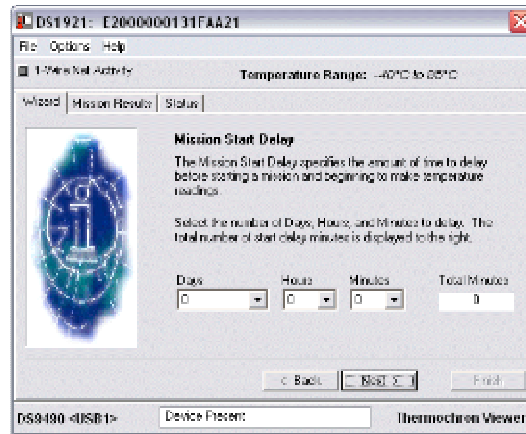 DS1921: E2000000131FAA21
File Options Help
1-Wire Net Activity Temperature Range: -40°C to 85°C
Wizard Mission Results Status
Mission Start Delay
The Mission Start Delay specifies the amount of time to delay
before starting a mission and beginning to make temperature
readings.
Select the number of Days, Hours, and Minutes to delay. The
total number of start delay minutes is displayed to the right.
Days Hours Minutes Total Minutes
0 0 0 0
< Back Next > Finish
DS9490 <USB1> Device Present Thermochron Viewer